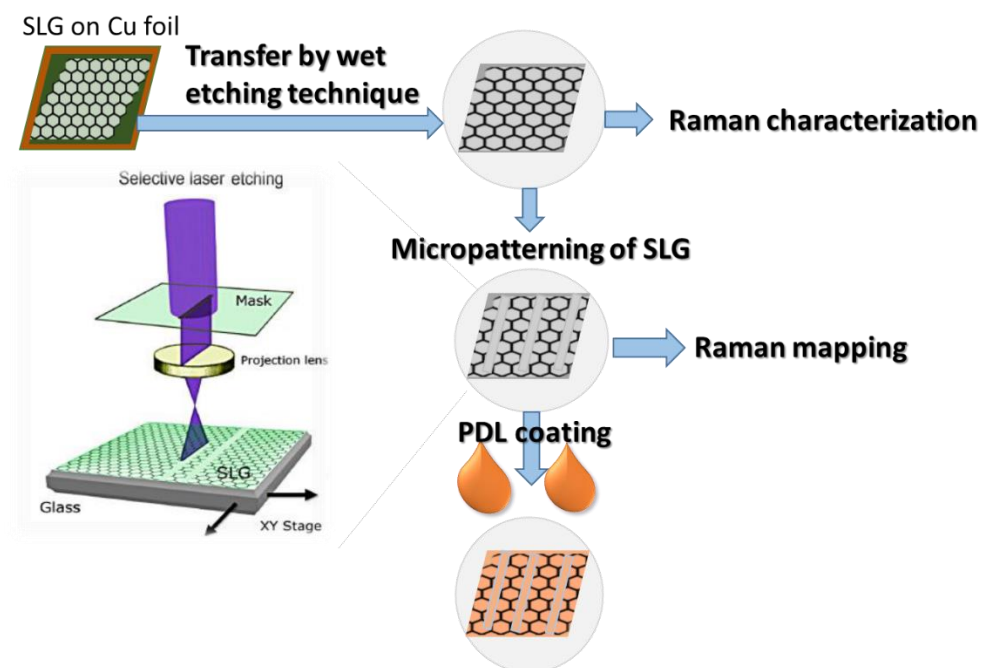 SLG on Cu foil
Transfer by wet
etching technique
Raman characterization
Selective laser etching
Mask
Projection lens
SLG
Glass
XY Stage
Micropatterning of SLG
Raman mapping
PDL coating